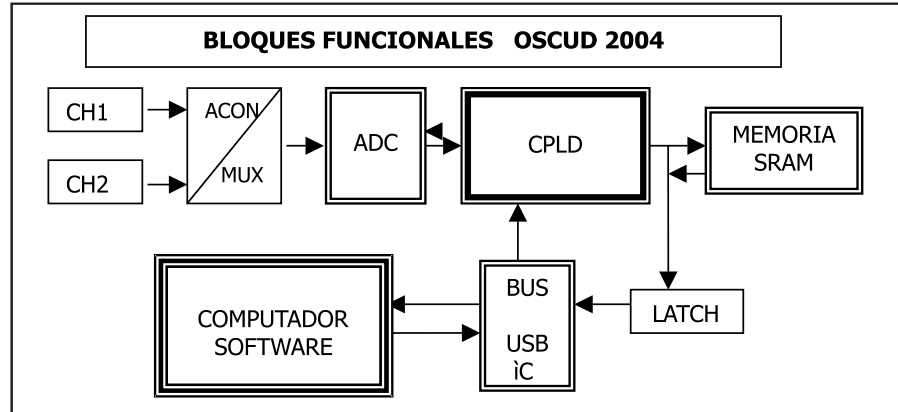 BLOQUES FUNCIONALES OSCUD 2004
CH1
ACON
MUX
CH2
ADC
CPLD
MEMORIA
SRAM
COMPUTADOR
SOFTWARE
BUS
USB
ìC
LATCH